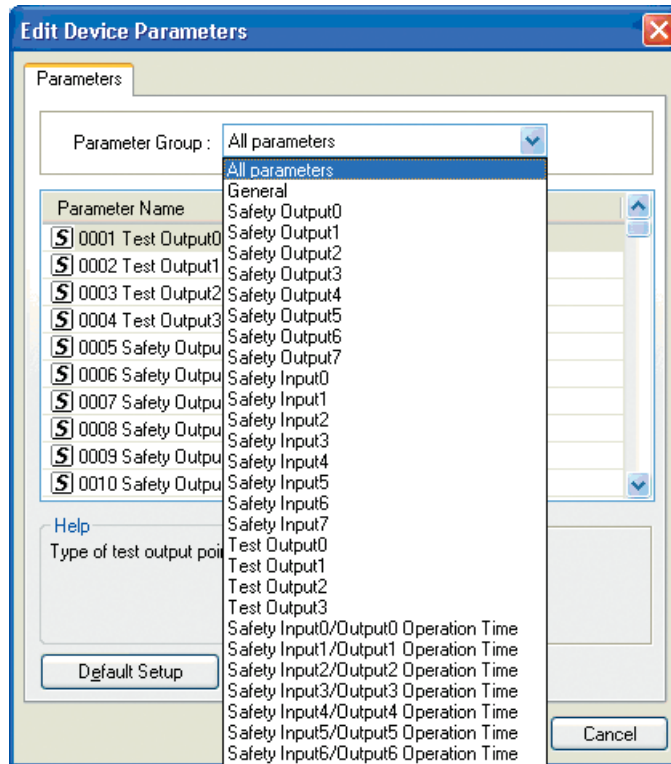 Edit Device Parameters
Parameters
Parameter Group : All parameters
All parameters
General
Safety Output0
Safety Output1
Safety Output2
Safety Output3
Safety Output4
Safety Output5
Safety Output6
Safety Output7
Safety Input0
Safety Input1
Safety Input2
Safety Input3
Safety Input4
Safety Input5
Safety Input6
Safety Input7
Test Output0
Test Output1
Test Output2
Test Output3
Safety Input0/Output0 Operation Time
Safety Input1/Output1 Operation Time
Safety Input2/Output2 Operation Time
Safety Input3/Output3 Operation Time
Safety Input4/Output4 Operation Time
Safety Input5/Output5 Operation Time
Safety Input6/Output6 Operation Time
Parameter Name
S 0001 Test Output0
S 0002 Test Output1
S 0003 Test Output2
S 0004 Test Output3
S 0005 Safety Outpu
S 0006 Safety Outpu
S 0007 Safety Outpu
S 0008 Safety Outpu
S 0009 Safety Outpu
S 0010 Safety Outpu
Help
Type of test output poi
Default Setup
Cancel